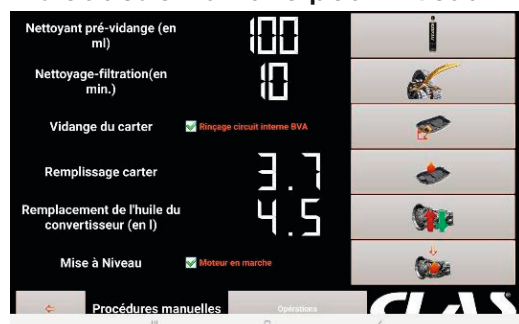 Nettoyant pré-vidange (en
ml)
100
Nettoyage-filtration(en
min.)
10
Vidange du carter
Rinçage circuit interne BVA
Remplissage carter
3.7
Remplacement de l'huile du
convertisseur (en l)
4.5
Mise à Niveau
Moteur en marche
Procédures manuelles
Opérations
CLAS